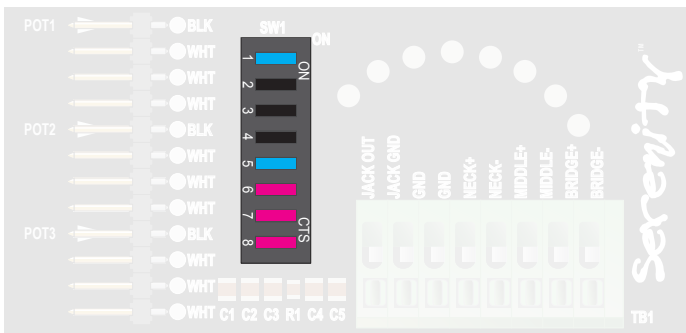 POT1
BLK
WHT
WHT
WHT
POT2
BLK
WHT
WHT
WHT
POT3
BLK
WHT
WHT
WHT
SW1
ON
1
2
3
4
5
6
7
8
ON
CTS
C1 C2 C3 R1 C4 C5
JACK OUT
JACK GND
GND
GND
NECK+
NECK-
MIDDLE+
MIDDLE-
BRIDGE+
BRIDGE-
TB1